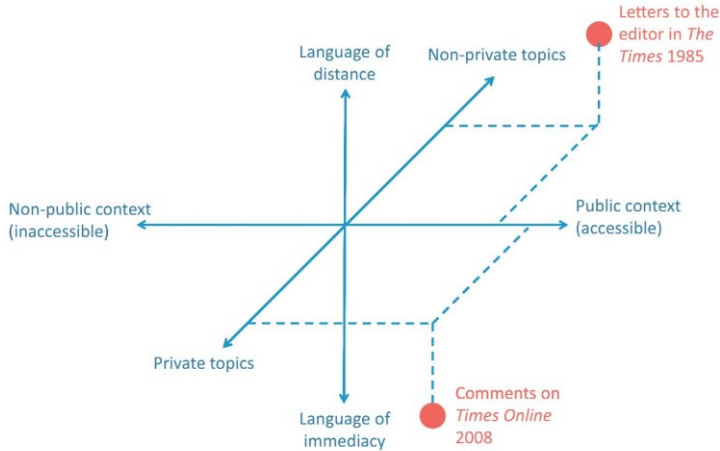 Letters to the
editor in The
Times 1985
Language of
distance
Non-private topics
Non-public context
(inaccessible)
Public context
(accessible)
Private topics
Language of
immediacy
Comments on
Times Online
2008